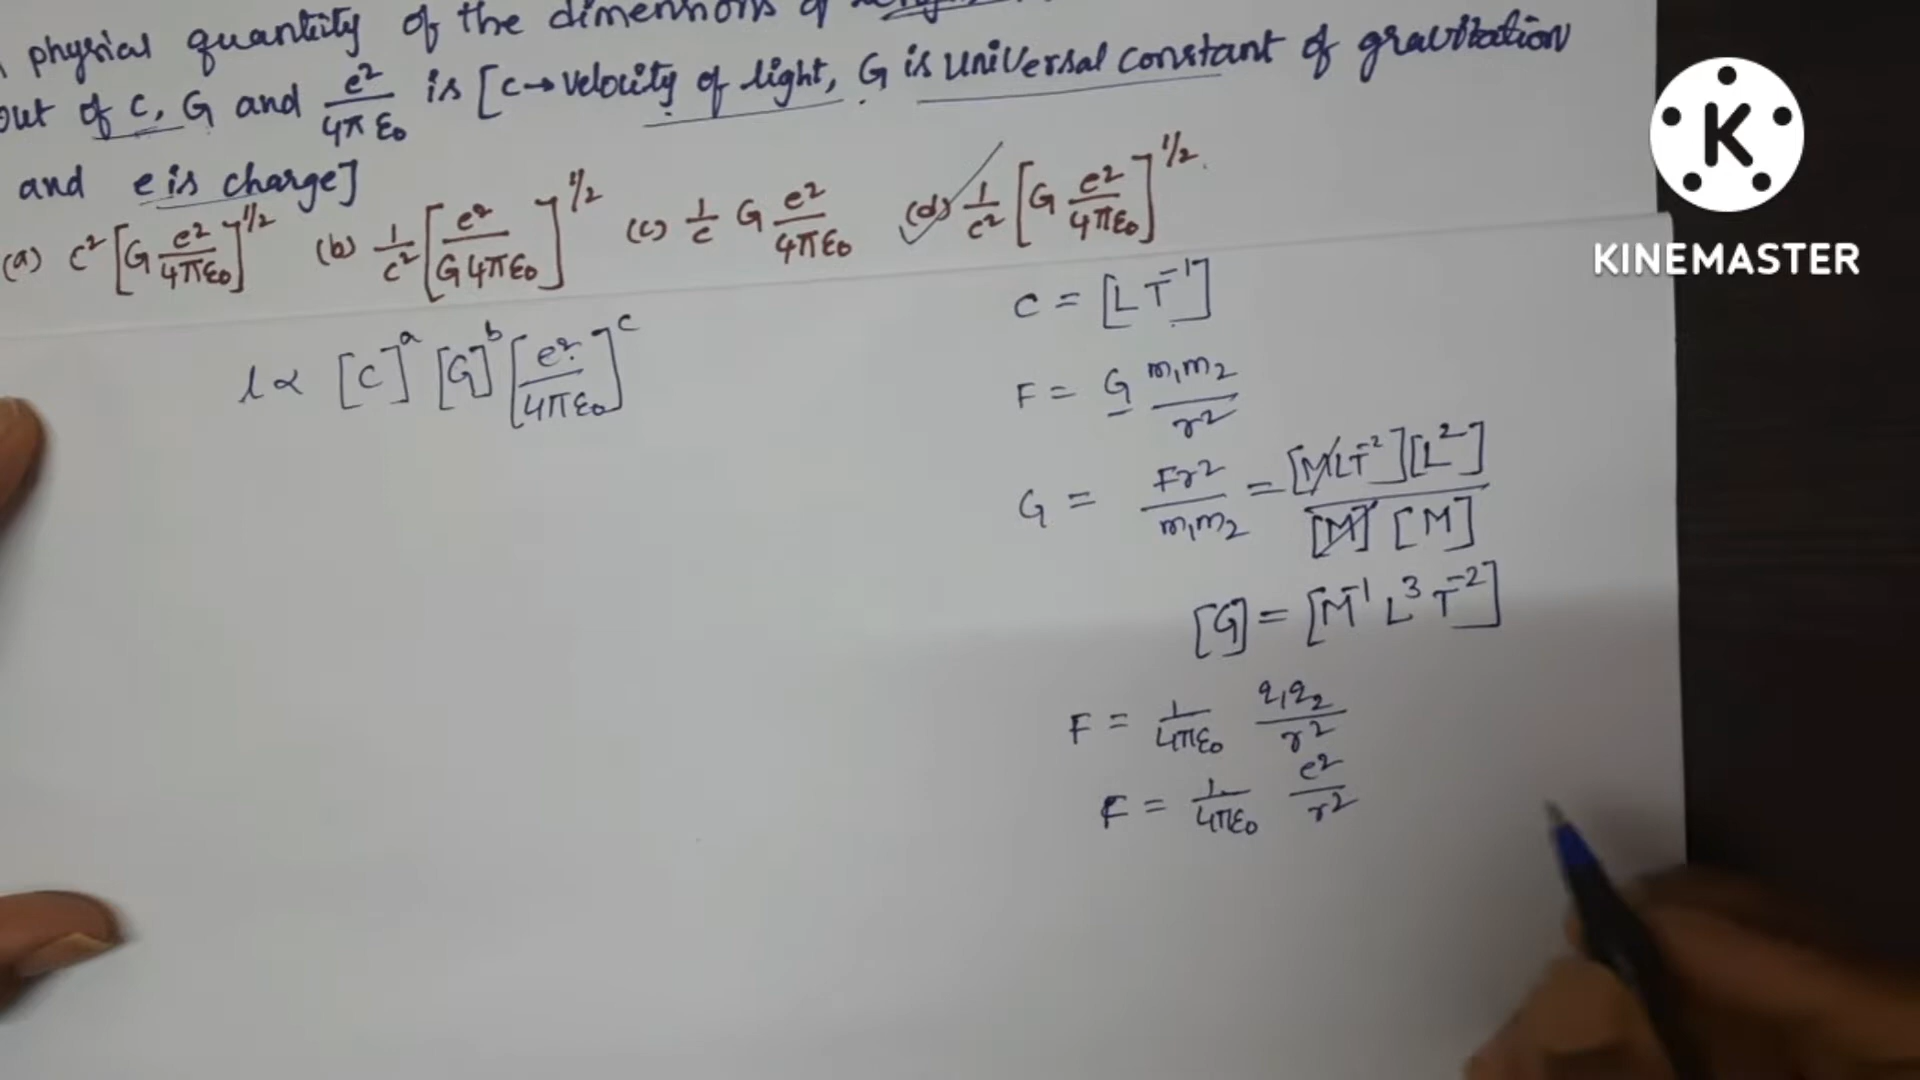 physical quantity of the dimensions of
out of c, G and e²/4πε₀ is [c→velocity of light, G is universal constant of gravitation
and e is charge]
(a) c² [G e²/4πε₀]^1/2 (b) 1/c² [e²/G4πε₀]^1/2 (c) 1/c G e²/4πε₀ (d) 1/c² [G e²/4πε₀]^1/2
l ∝ [C]^a [G]^b [e²/4πε₀]^c
C = [LT⁻¹]
F = G m₁m₂/r²
G = Fr²/m₁m₂ = [MLT⁻²][L²]/[M][M]
[G] = [M⁻¹ L³ T⁻²]
F = 1/4πε₀ q₁q₂/r²
F = 1/4πε₀ e²/r²
K
KINEMASTER